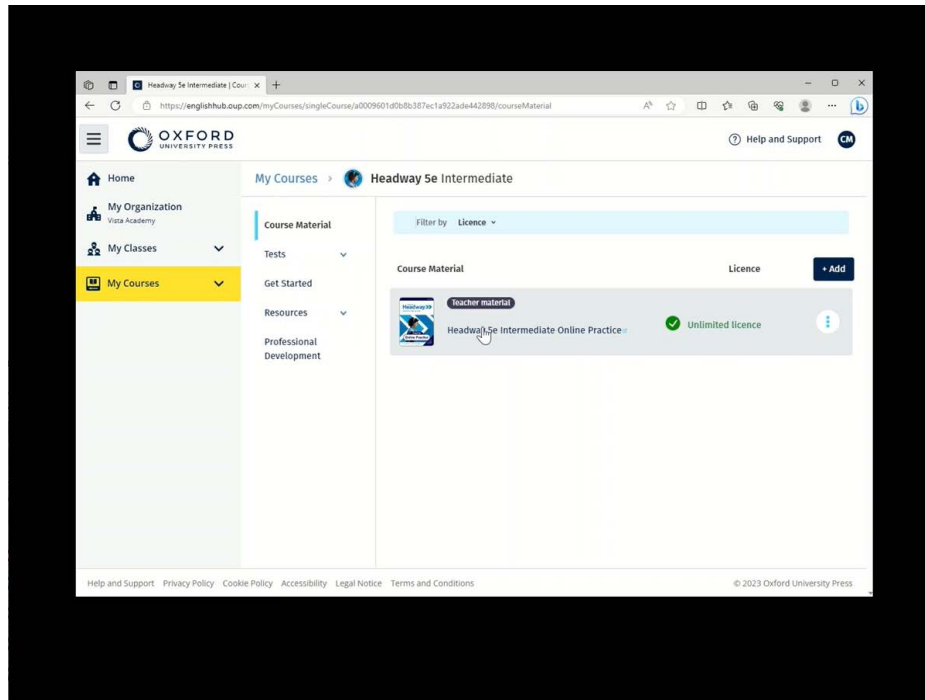 Headway 5e Intermediate | Cour
https://englishhub.oup.com/myCourses/singleCourse/a0009601d0b8b387ec1a922ade442898/courseMaterial
OXFORD
UNIVERSITY PRESS
Help and Support
CM
Home
My Organization
Vista Academy
My Classes
My Courses
My Courses > Headway 5e Intermediate
Course Material
Tests
Get Started
Resources
Professional
Development
Filter by Licence
Course Material Licence + Add
Headway
Online Practice
Teacher material
Headway 5e Intermediate Online Practice
Unlimited licence
Help and Support Privacy Policy Cookie Policy Accessibility Legal Notice Terms and Conditions © 2023 Oxford University Press